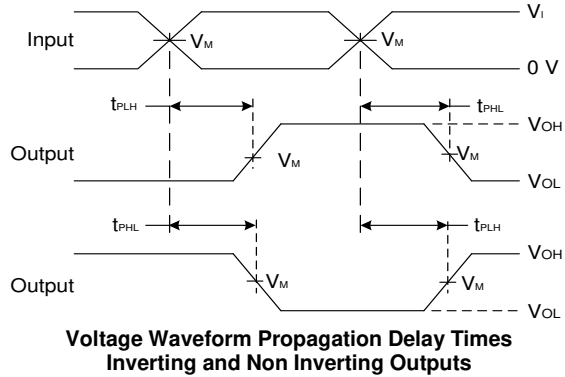 VI
Input VM VM
0 V
tPLH tPHL
VOH
Output VM VM
VOL
tPHL tPLH
VOH
Output VM VM
VOL
Voltage Waveform Propagation Delay Times
Inverting and Non Inverting Outputs